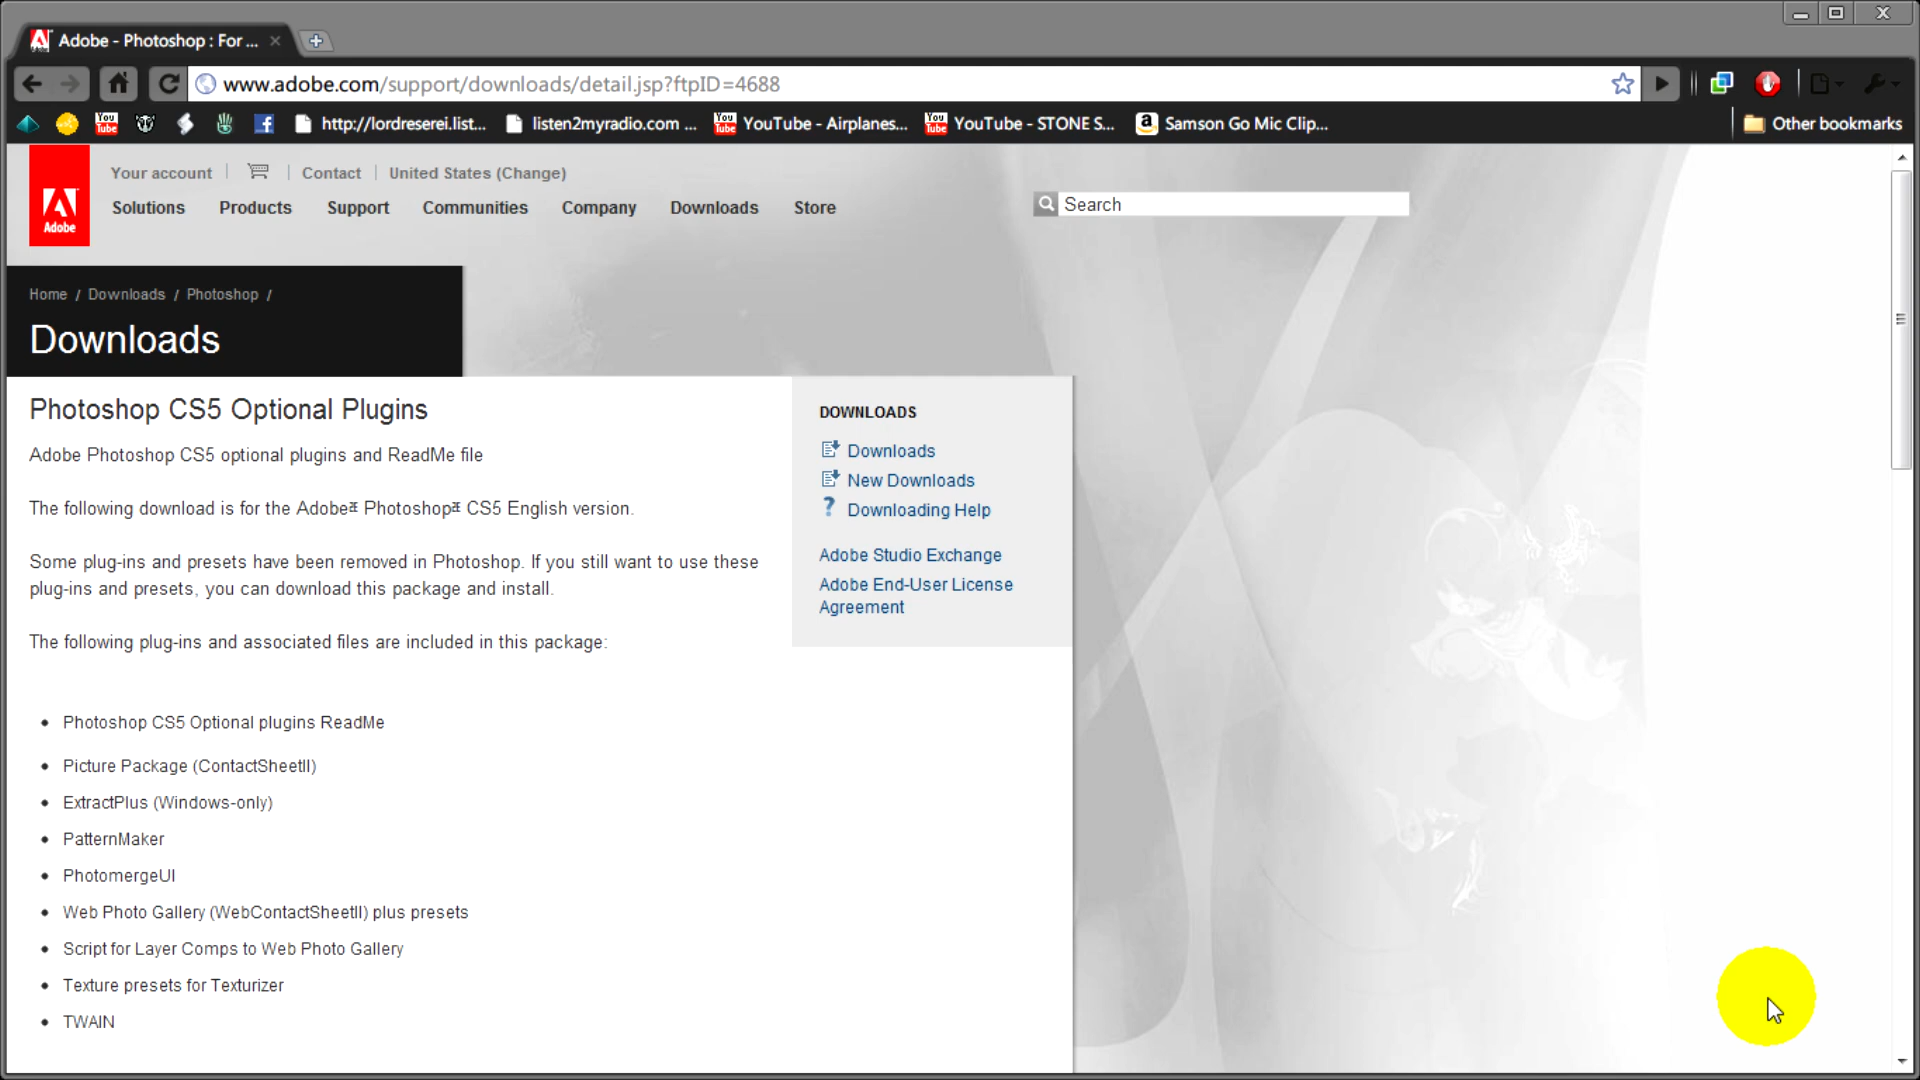 Adobe - Photoshop : For ...
www.adobe.com/support/downloads/detail.jsp?ftpID=4688
You Tube http://lordreserei.list... listen2myradio.com ... You Tube YouTube - Airplanes... You Tube YouTube - STONE S... a Samson Go Mic Clip... Other bookmarks
Your account | | Contact | United States (Change)
Adobe
Solutions Products Support Communities Company Downloads Store
Search
Home / Downloads / Photoshop /
Downloads
Photoshop CS5 Optional Plugins
Adobe Photoshop CS5 optional plugins and ReadMe file
The following download is for the Adobe® Photoshop® CS5 English version.
Some plug-ins and presets have been removed in Photoshop. If you still want to use these
plug-ins and presets, you can download this package and install.
The following plug-ins and associated files are included in this package:
• Photoshop CS5 Optional plugins ReadMe
• Picture Package (ContactSheetII)
• ExtractPlus (Windows-only)
• PatternMaker
• PhotomergeUI
• Web Photo Gallery (WebContactSheetII) plus presets
• Script for Layer Comps to Web Photo Gallery
• Texture presets for Texturizer
• TWAIN
DOWNLOADS
Downloads
New Downloads
? Downloading Help
Adobe Studio Exchange
Adobe End-User License
Agreement